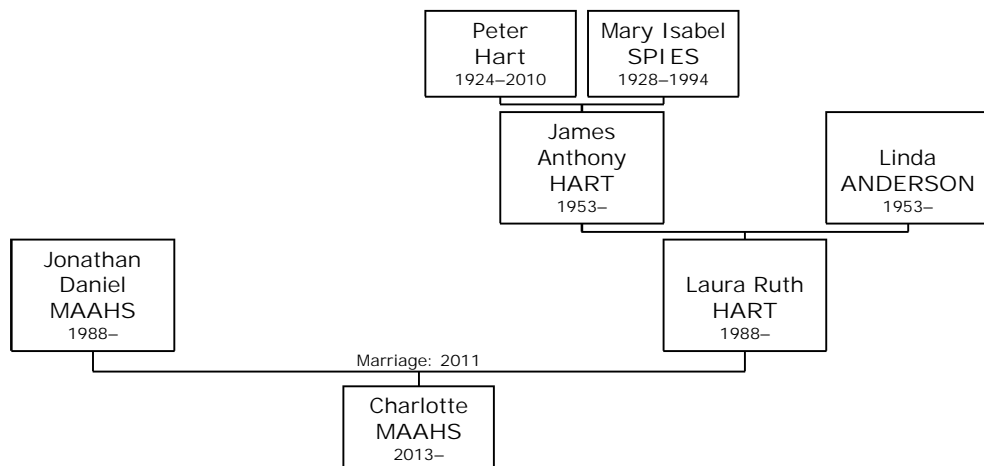 Peter
Hart
1924–2010
Mary Isabel
SPIES
1928–1994
James
Anthony
HART
1953–
Linda
ANDERSON
1953–
Jonathan
Daniel
MAAHS
1988–
Laura Ruth
HART
1988–
Marriage: 2011
Charlotte
MAAHS
2013–